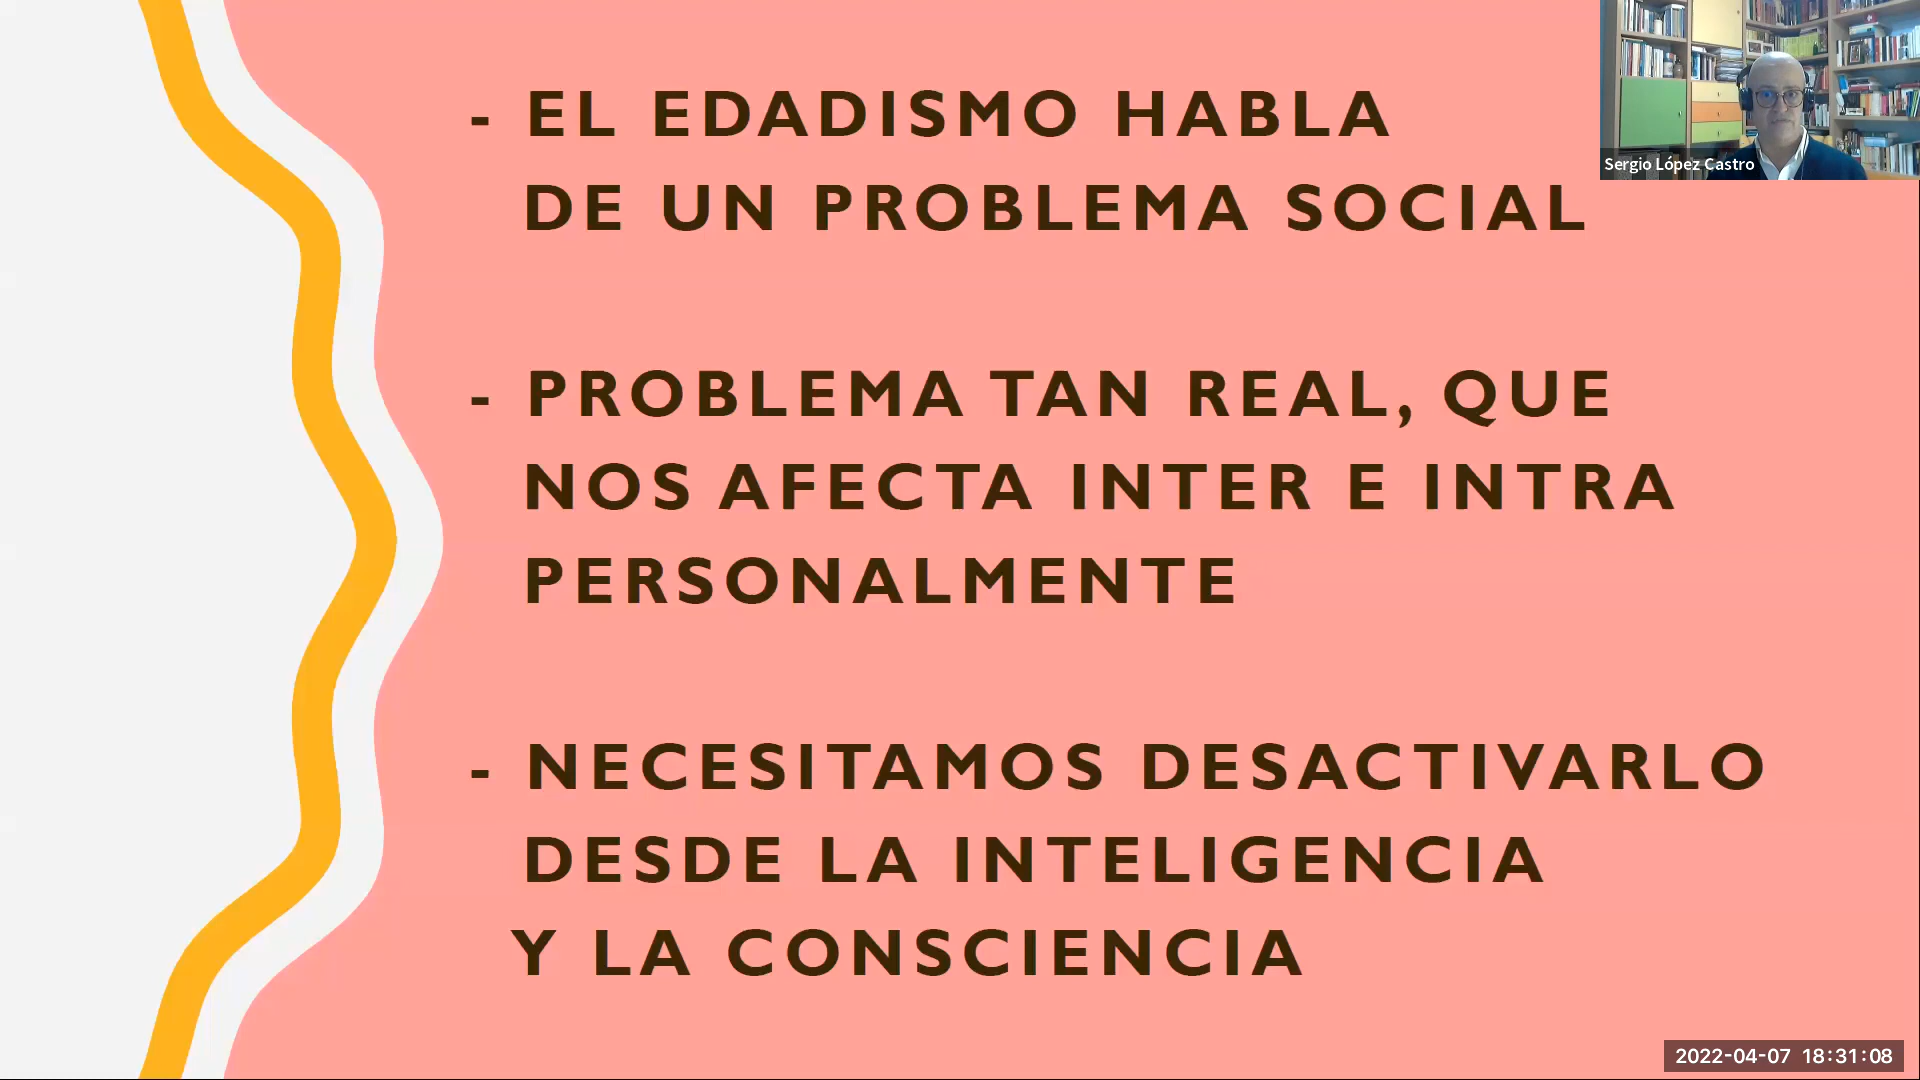 - EL EDADISMO HABLA
DE UN PROBLEMA SOCIAL
- PROBLEMA TAN REAL, QUE
NOS AFECTA INTER E INTRA
PERSONALMENTE
- NECESITAMOS DESACTIVARLO
DESDE LA INTELIGENCIA
Y LA CONSCIENCIA
Sergio López Castro
2022-04-07 18:31:08